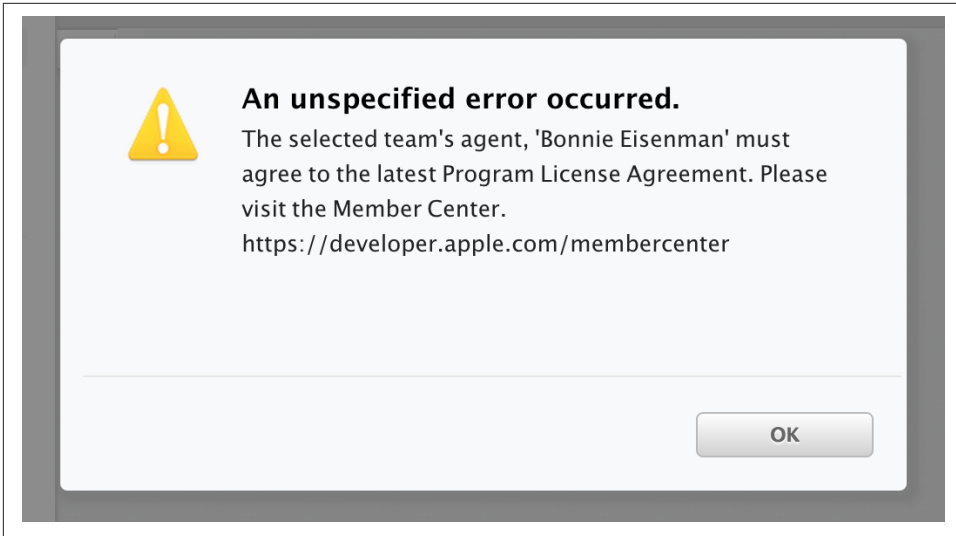 An unspecified error occurred.
The selected team's agent, 'Bonnie Eisenman' must
agree to the latest Program License Agreement. Please
visit the Member Center.
https://developer.apple.com/membercenter
OK